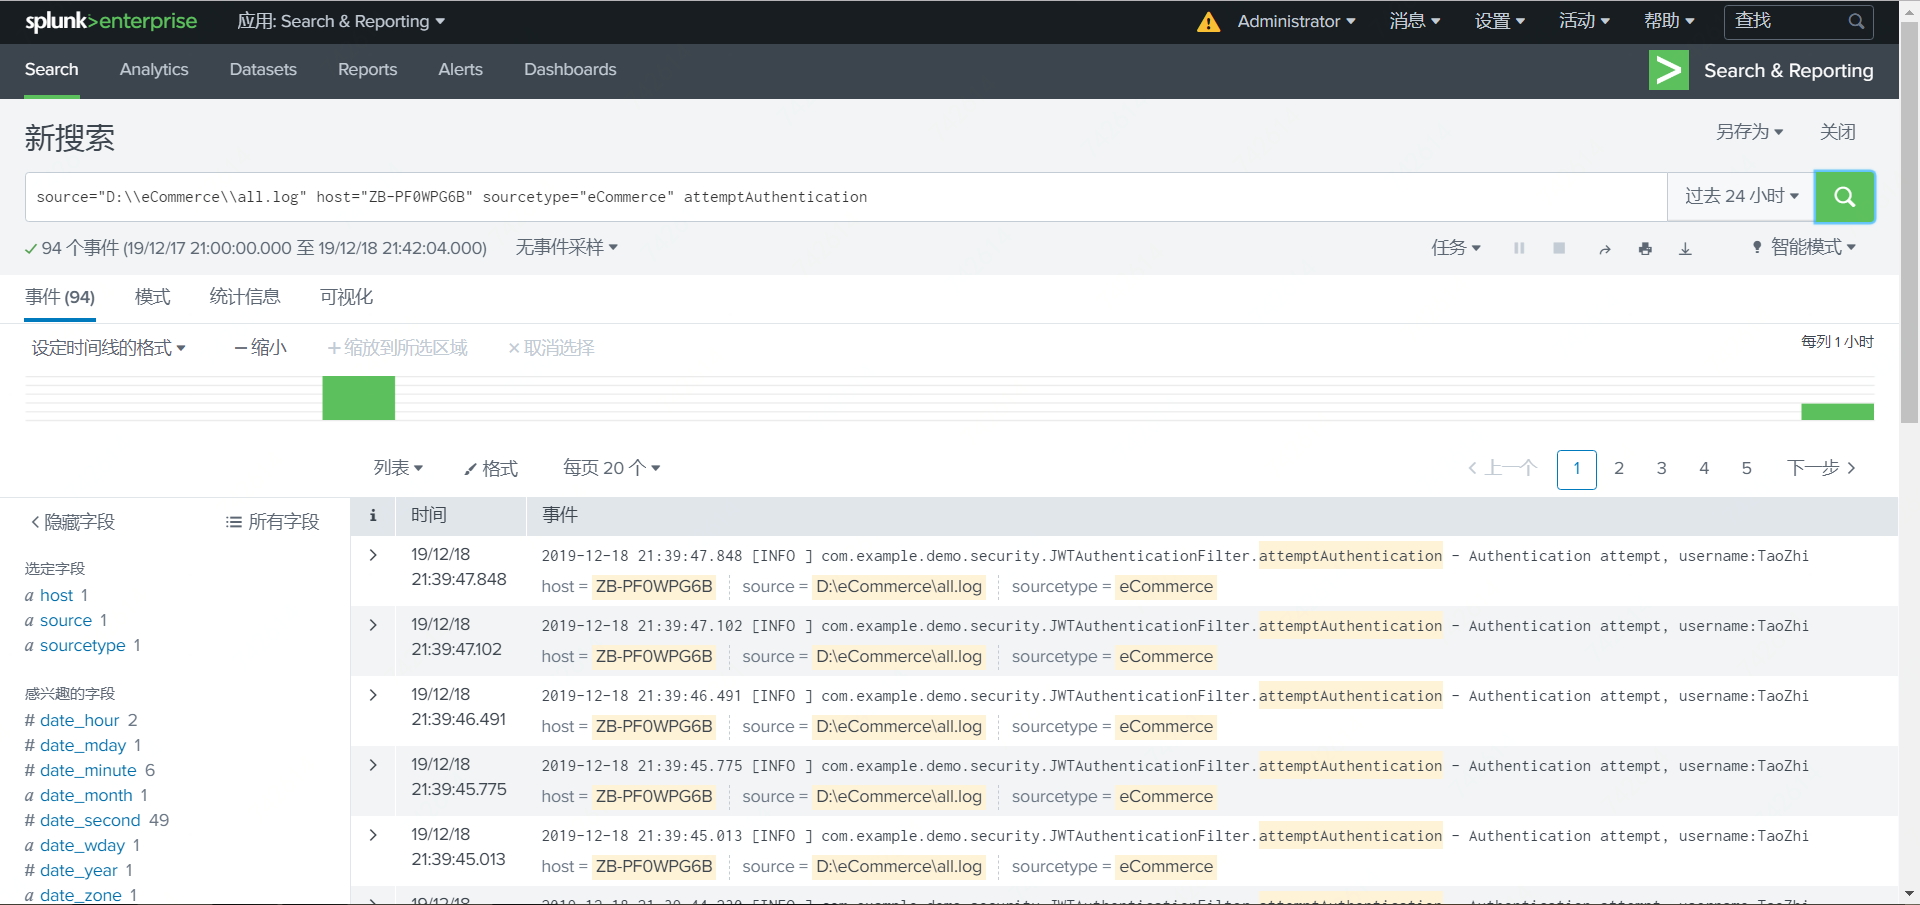 splunk>enterprise 应用: Search & Reporting Administrator 消息 设置 活动 帮助 查找
Search Analytics Datasets Reports Alerts Dashboards Search & Reporting
新搜索 另存为 关闭
source="D:\\eCommerce\\all.log" host="ZB-PF0WPG6B" sourcetype="eCommerce" attemptAuthentication 过去 24 小时
94 个事件 (19/12/17 21:00:00.000 至 19/12/18 21:42:04.000) 无事件采样 任务 智能模式
事件 (94) 模式 统计信息 可视化
设定时间线的格式 — 缩小 + 缩放到所选区域 × 取消选择 每列 1 小时
列表 格式 每页 20 个 < 上一个 1 2 3 4 5 下一步 >
< 隐藏字段 所有字段
选定字段
a host 1
a source 1
a sourcetype 1
感兴趣的字段
# date_hour 2
# date_mday 1
# date_minute 6
a date_month 1
# date_second 49
a date_wday 1
# date_year 1
a date_zone 1
i 时间 事件
> 19/12/18 21:39:47.848 2019-12-18 21:39:47.848 [INFO ] com.example.demo.security.JWTAuthenticationFilter.attemptAuthentication - Authentication attempt, username:TaoZhi
host = ZB-PF0WPG6B source = D:\eCommerce\all.log sourcetype = eCommerce
> 19/12/18 21:39:47.102 2019-12-18 21:39:47.102 [INFO ] com.example.demo.security.JWTAuthenticationFilter.attemptAuthentication - Authentication attempt, username:TaoZhi
host = ZB-PF0WPG6B source = D:\eCommerce\all.log sourcetype = eCommerce
> 19/12/18 21:39:46.491 2019-12-18 21:39:46.491 [INFO ] com.example.demo.security.JWTAuthenticationFilter.attemptAuthentication - Authentication attempt, username:TaoZhi
host = ZB-PF0WPG6B source = D:\eCommerce\all.log sourcetype = eCommerce
> 19/12/18 21:39:45.775 2019-12-18 21:39:45.775 [INFO ] com.example.demo.security.JWTAuthenticationFilter.attemptAuthentication - Authentication attempt, username:TaoZhi
host = ZB-PF0WPG6B source = D:\eCommerce\all.log sourcetype = eCommerce
> 19/12/18 21:39:45.013 2019-12-18 21:39:45.013 [INFO ] com.example.demo.security.JWTAuthenticationFilter.attemptAuthentication - Authentication attempt, username:TaoZhi
host = ZB-PF0WPG6B source = D:\eCommerce\all.log sourcetype = eCommerce